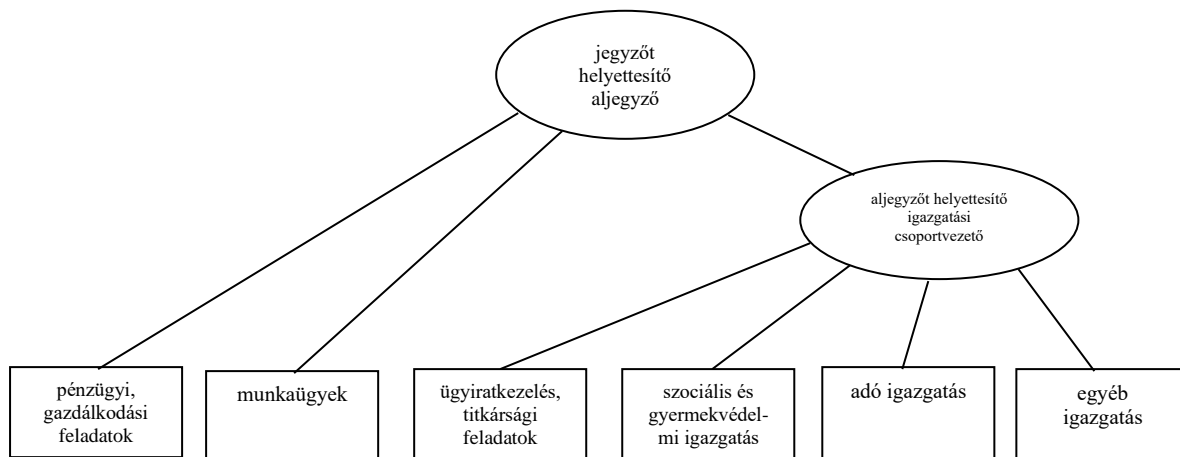 jegyzőt
helyettesítő
aljegyző
aljegyzőt helyettesítő
igazgatási
csoportvezető
pénzügyi,
gazdálkodási
feladatok
munkaügyek
ügyiratkezelés,
titkársági
feladatok
szociális és
gyermekvédel-
mi igazgatás
adó igazgatás
egyéb
igazgatás